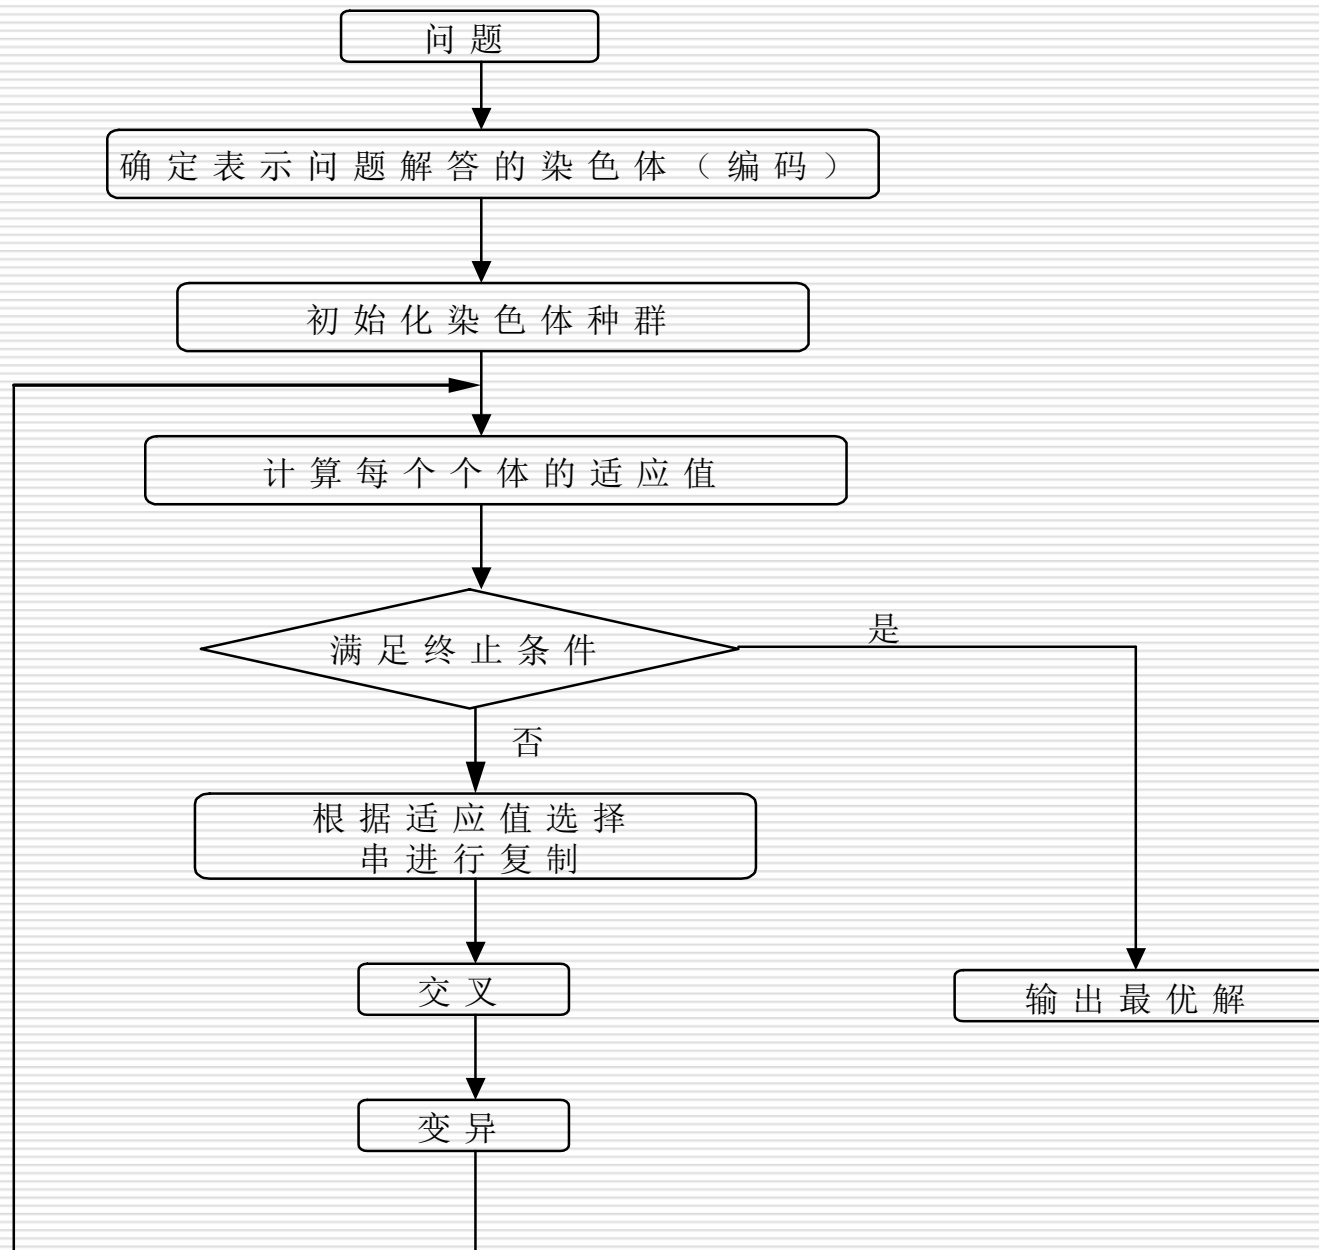 问题
确定表示问题解答的染色体（编码）
初始化染色体种群
计算每个个体的适应值
满足终止条件
是
否
根据适应值选择
串进行复制
交叉
输出最优解
变异